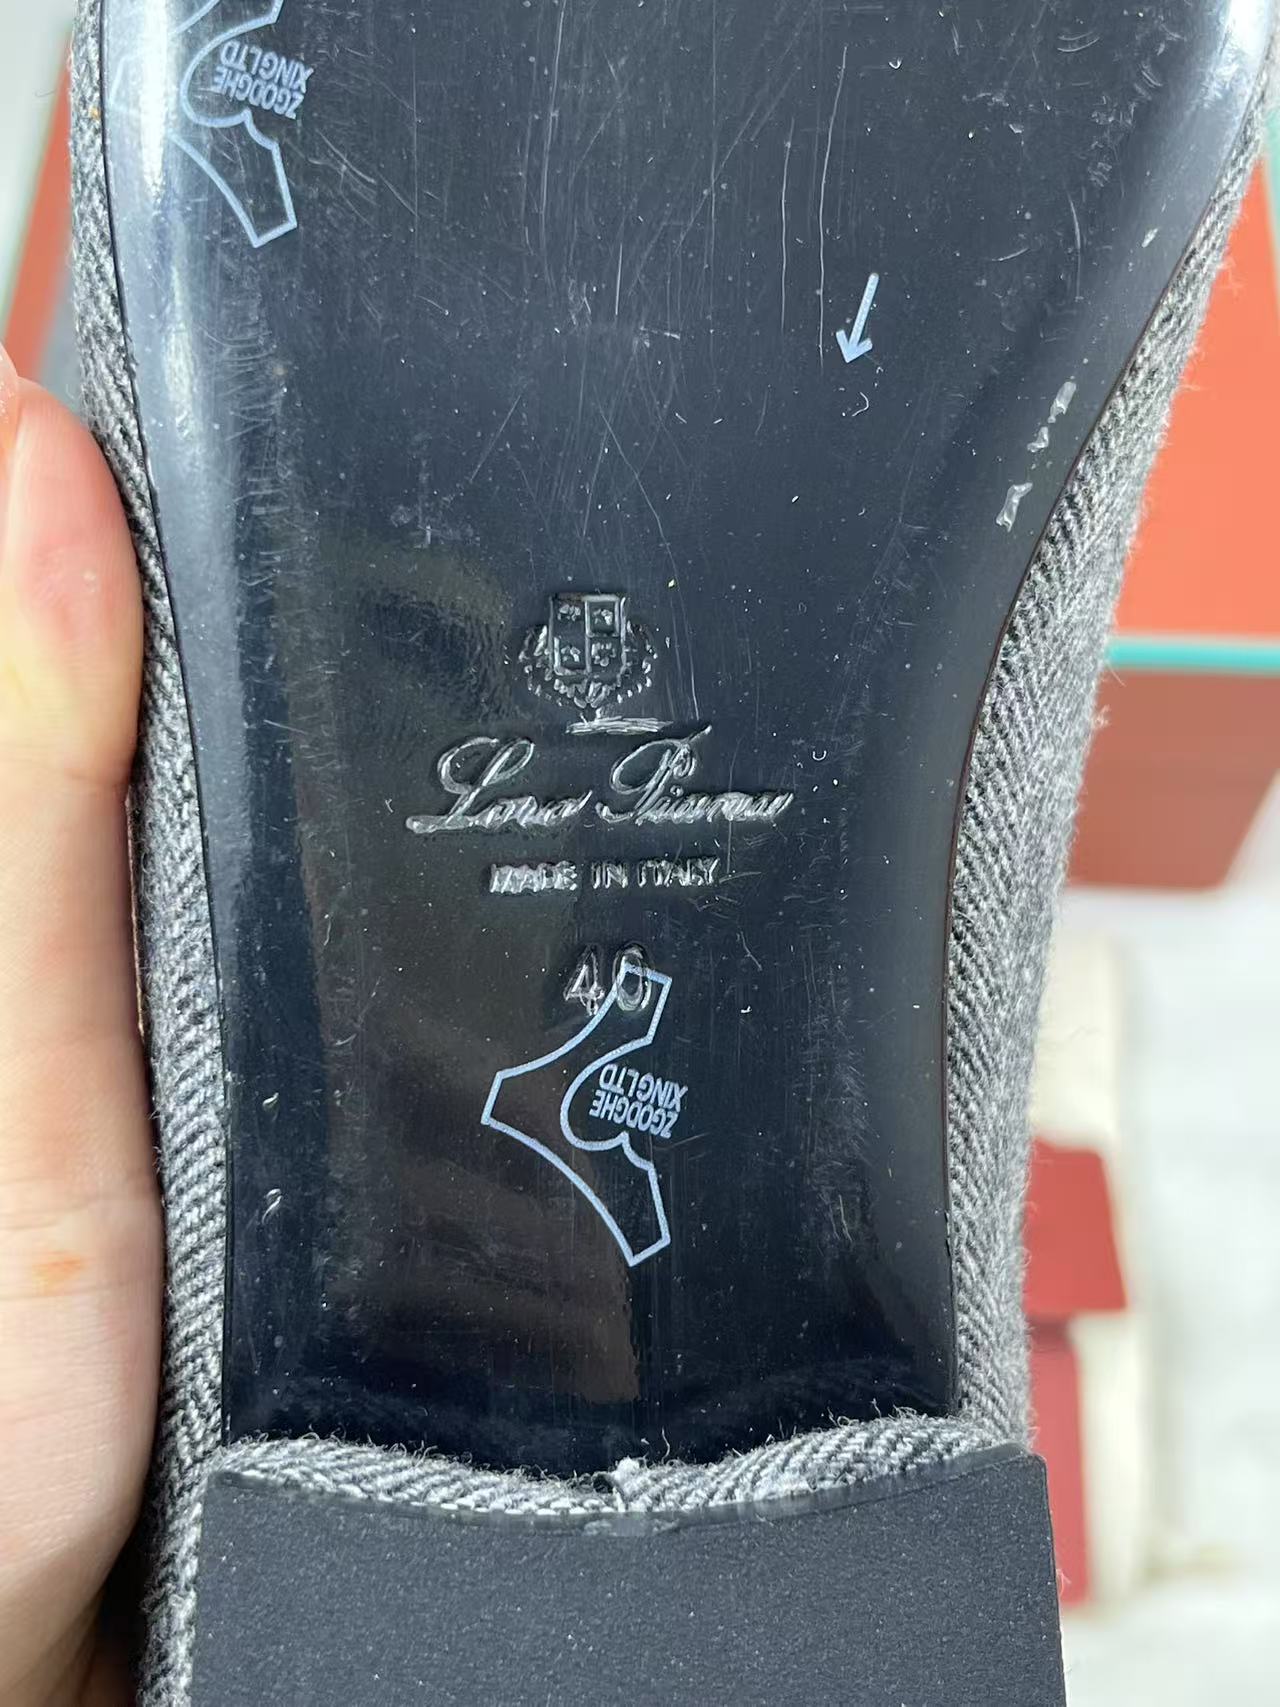 ZGODGHE
XINGLTD
Loro Piana
MADE IN ITALY
40
ZGODGHE
XINGLTD